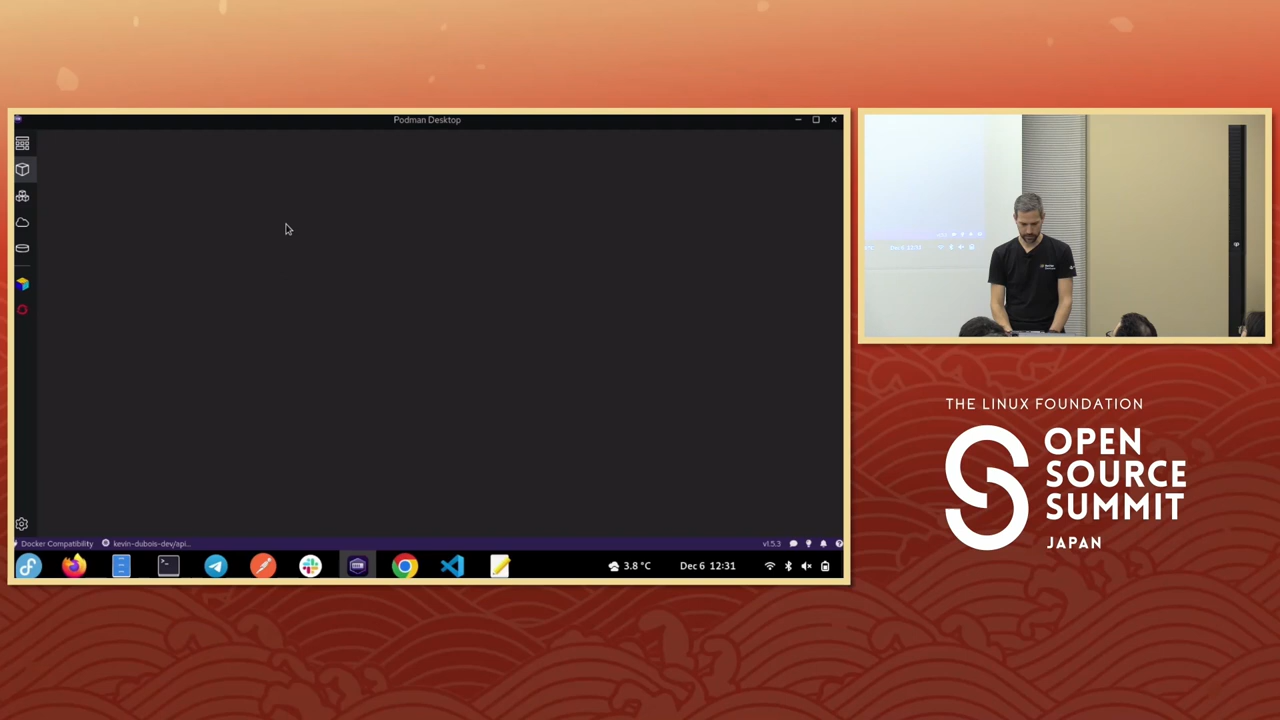 Podman Desktop
Docker Compatibility
kevin-dubois-dev/api...
v1.5.3
3.8 °C
Dec 6 12:31
THE LINUX FOUNDATION
OPEN
SOURCE
SUMMIT
JAPAN